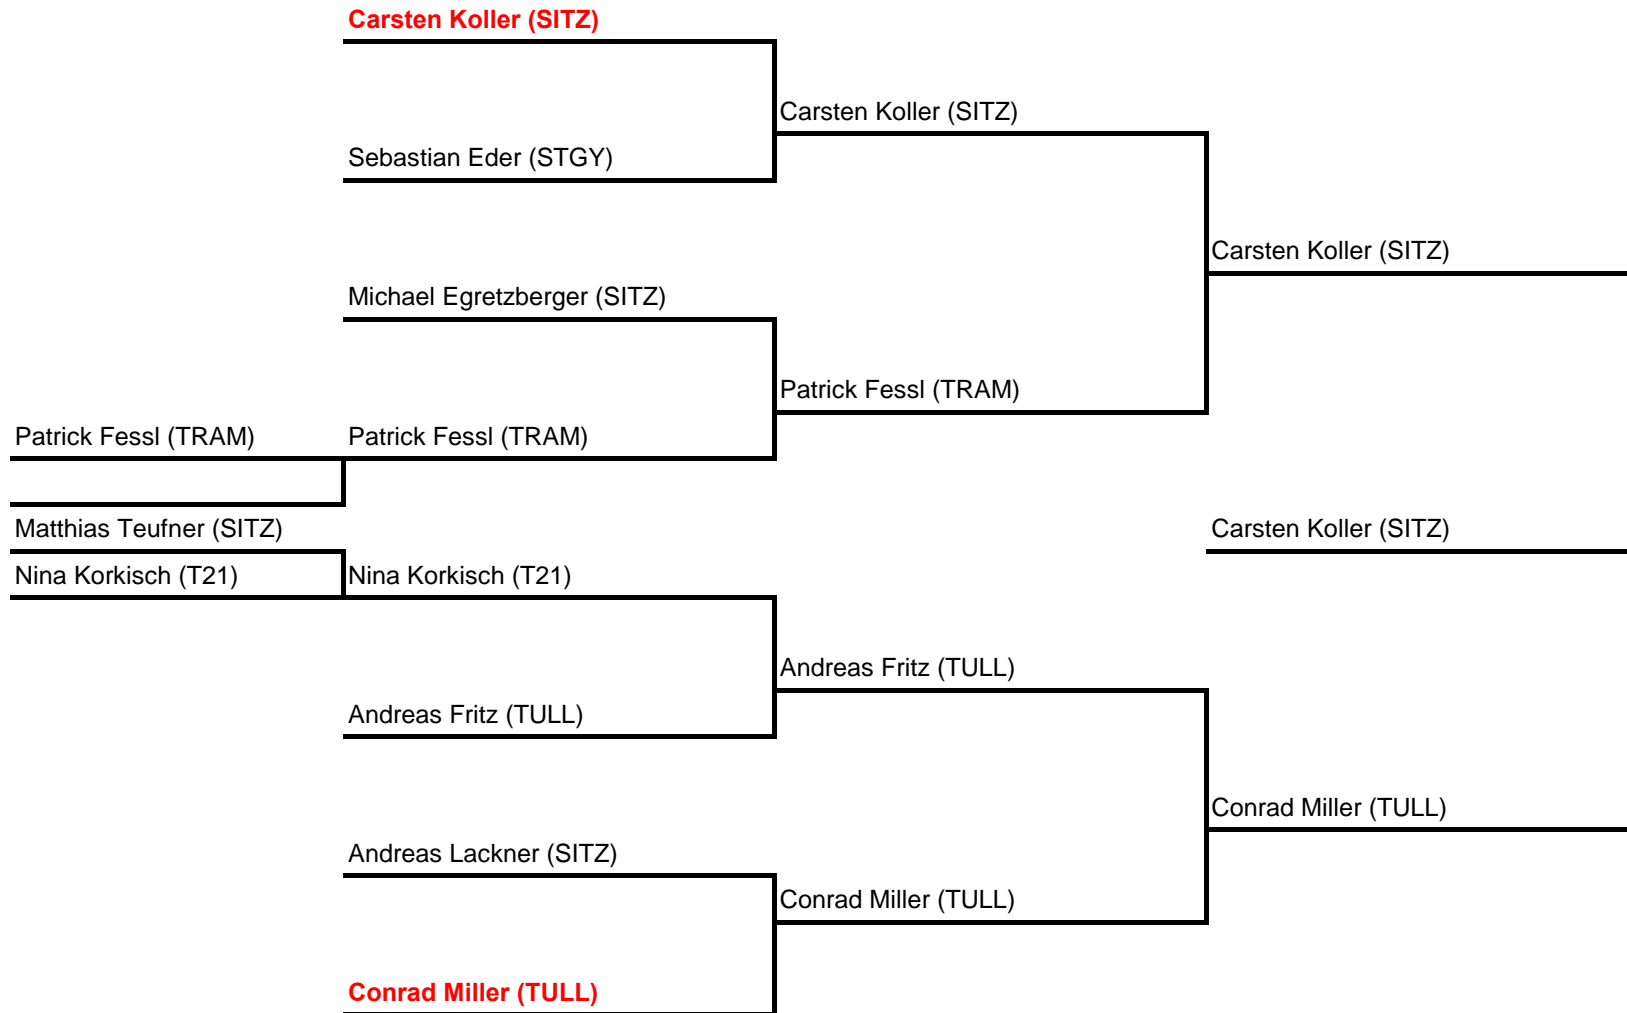 Carsten Koller (SITZ)
Carsten Koller (SITZ)
Sebastian Eder (STGY)
Carsten Koller (SITZ)
Michael Egretzberger (SITZ)
Patrick Fessl (TRAM)
Patrick Fessl (TRAM)
Patrick Fessl (TRAM)
Matthias Teufner (SITZ)
Carsten Koller (SITZ)
Nina Korkisch (T21)
Nina Korkisch (T21)
Andreas Fritz (TULL)
Andreas Fritz (TULL)
Conrad Miller (TULL)
Andreas Lackner (SITZ)
Conrad Miller (TULL)
Conrad Miller (TULL)